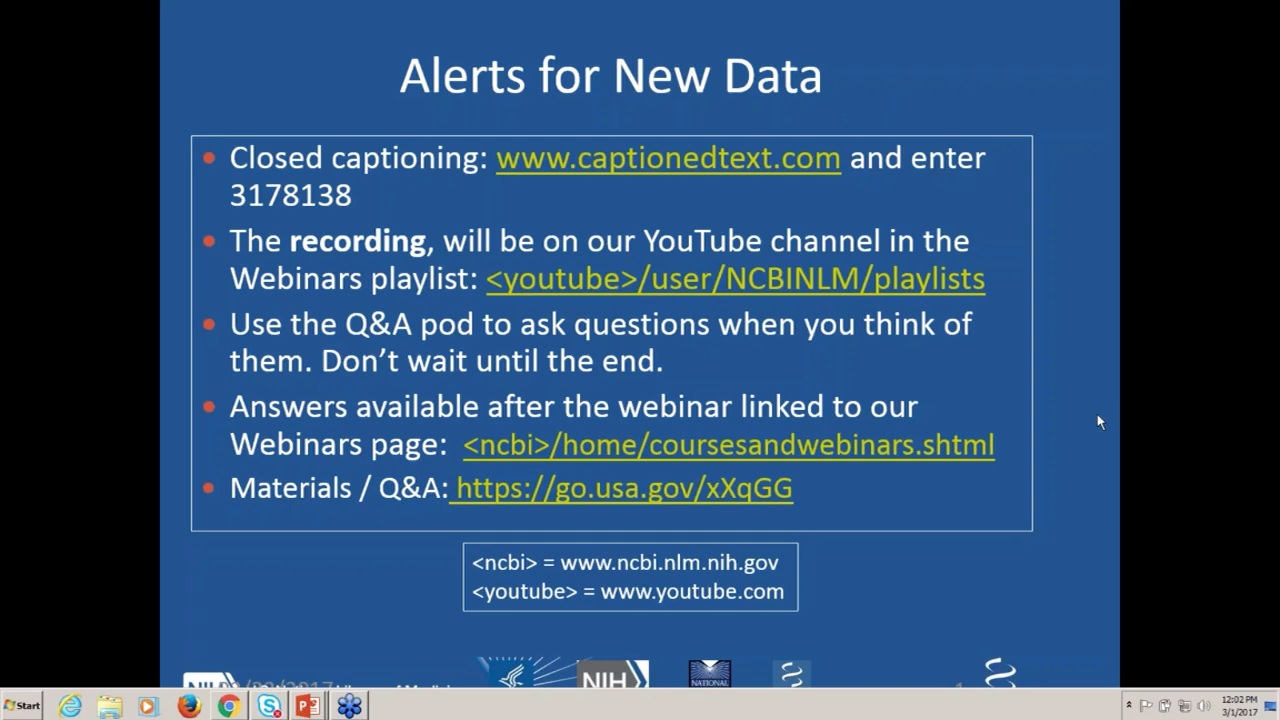 Alerts for New Data
• Closed captioning: www.captionedtext.com and enter
3178138
• The recording, will be on our YouTube channel in the
Webinars playlist: <youtube>/user/NCBINLM/playlists
• Use the Q&A pod to ask questions when you think of
them. Don’t wait until the end.
• Answers available after the webinar linked to our
Webinars page: <ncbi>/home/coursesandwebinars.shtml
• Materials / Q&A: https://go.usa.gov/xXqGG
<ncbi> = www.ncbi.nlm.nih.gov
<youtube> = www.youtube.com
NIH
NATIONAL
Start
12:02 PM
3/1/2017